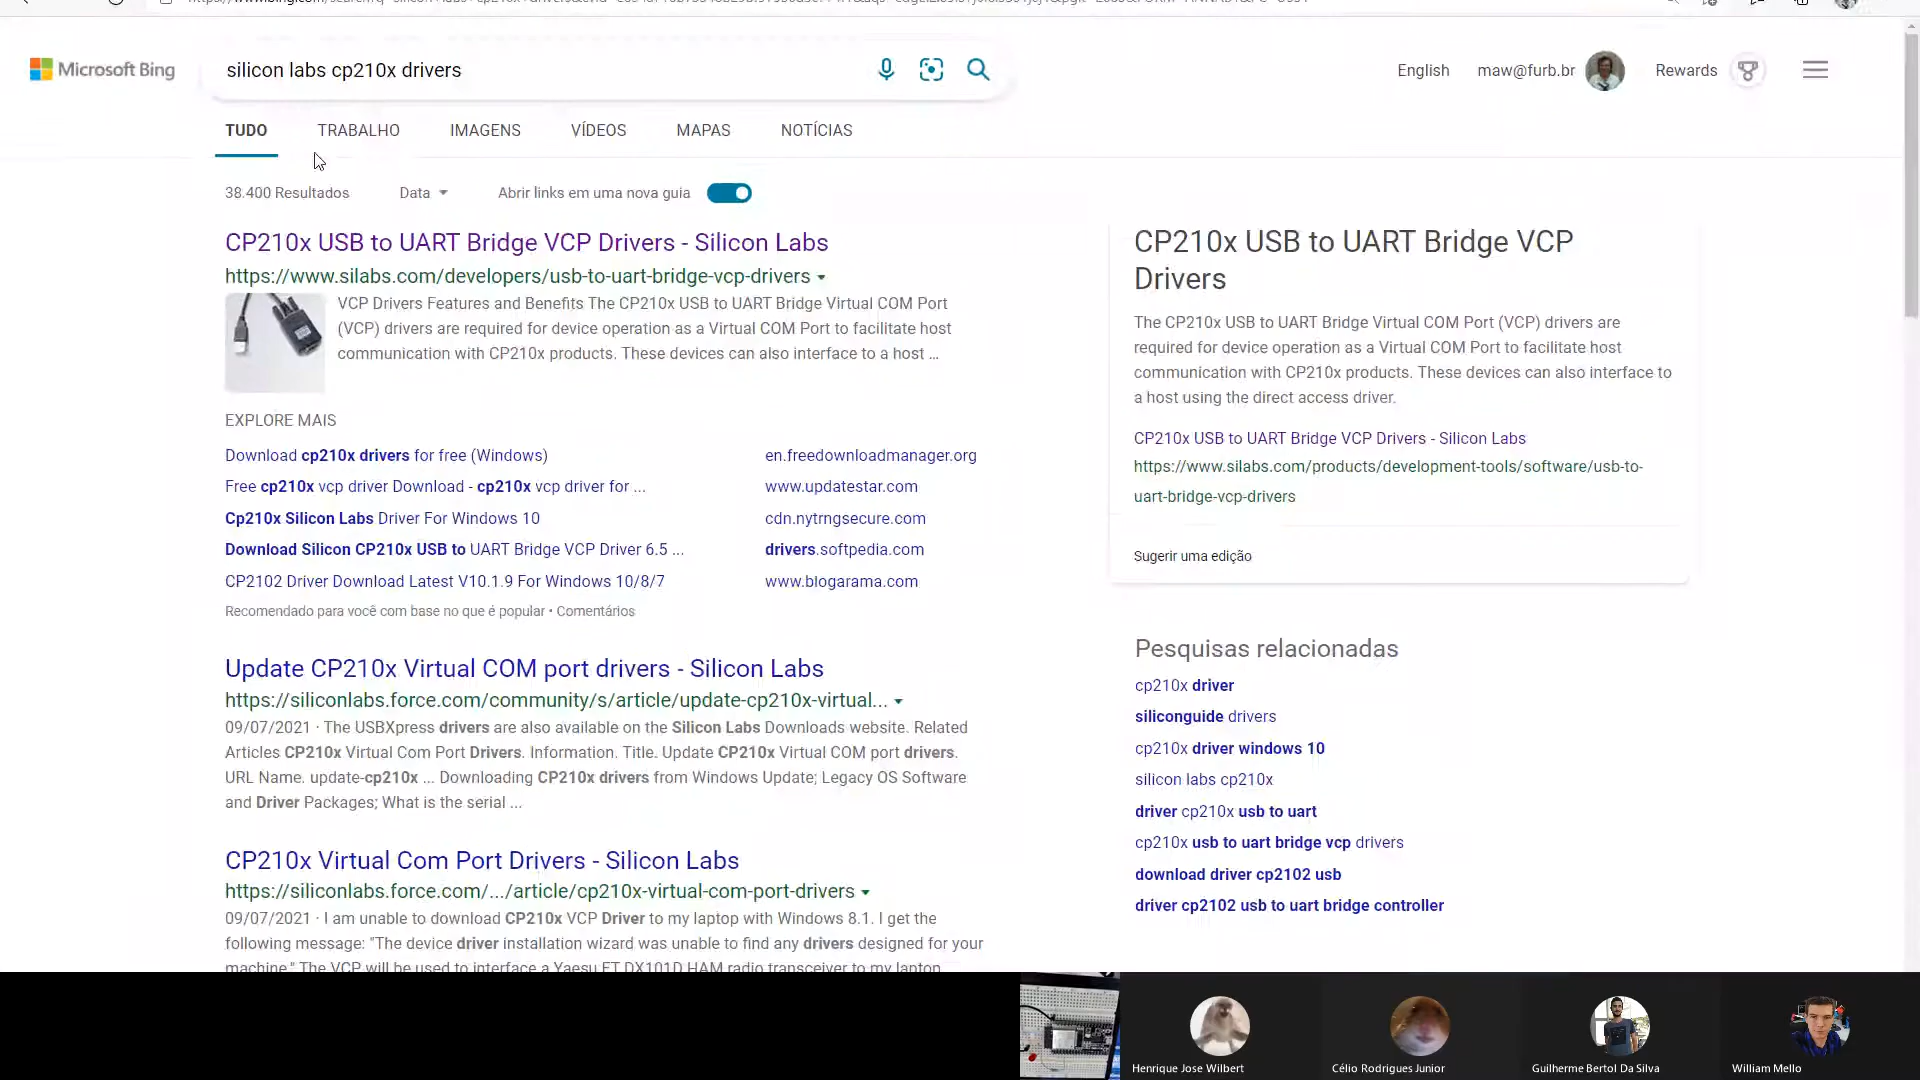 Microsoft Bing
silicon labs cp210x drivers
English
maw@furb.br
Rewards
TUDO
TRABALHO
IMAGENS
VÍDEOS
MAPAS
NOTÍCIAS
38.400 Resultados
Data
Abrir links em uma nova guia
CP210x USB to UART Bridge VCP Drivers - Silicon Labs
https://www.silabs.com/developers/usb-to-uart-bridge-vcp-drivers
VCP Drivers Features and Benefits The CP210x USB to UART Bridge Virtual COM Port
(VCP) drivers are required for device operation as a Virtual COM Port to facilitate host
communication with CP210x products. These devices can also interface to a host ...
EXPLORE MAIS
Download cp210x drivers for free (Windows)
en.freedownloadmanager.org
Free cp210x vcp driver Download - cp210x vcp driver for ...
www.updatestar.com
Cp210x Silicon Labs Driver For Windows 10
cdn.nytrngsecure.com
Download Silicon CP210x USB to UART Bridge VCP Driver 6.5 ...
drivers.softpedia.com
CP2102 Driver Download Latest V10.1.9 For Windows 10/8/7
www.blogarama.com
Recomendado para você com base no que é popular • Comentários
Update CP210x Virtual COM port drivers - Silicon Labs
https://siliconlabs.force.com/community/s/article/update-cp210x-virtual...
09/07/2021 · The USBXpress drivers are also available on the Silicon Labs Downloads website. Related
Articles CP210x Virtual Com Port Drivers. Information. Title. Update CP210x Virtual COM port drivers.
URL Name. update-cp210x ... Downloading CP210x drivers from Windows Update; Legacy OS Software
and Driver Packages; What is the serial ...
CP210x Virtual Com Port Drivers - Silicon Labs
https://siliconlabs.force.com/.../article/cp210x-virtual-com-port-drivers
09/07/2021 · I am unable to download CP210x VCP Driver to my laptop with Windows 8.1. I get the
following message: "The device driver installation wizard was unable to find any drivers designed for your
machine." The VCP will be used to interface a Yaesu FT DX101D HAM radio transceiver to my laptop
CP210x USB to UART Bridge VCP
Drivers
The CP210x USB to UART Bridge Virtual COM Port (VCP) drivers are
required for device operation as a Virtual COM Port to facilitate host
communication with CP210x products. These devices can also interface to
a host using the direct access driver.
CP210x USB to UART Bridge VCP Drivers - Silicon Labs
https://www.silabs.com/products/development-tools/software/usb-to-
uart-bridge-vcp-drivers
Sugerir uma edição
Pesquisas relacionadas
cp210x driver
siliconguide drivers
cp210x driver windows 10
silicon labs cp210x
driver cp210x usb to uart
cp210x usb to uart bridge vcp drivers
download driver cp2102 usb
driver cp2102 usb to uart bridge controller
Henrique Jose Wilbert
Célio Rodrigues Junior
Guilherme Bertol Da Silva
William Mello